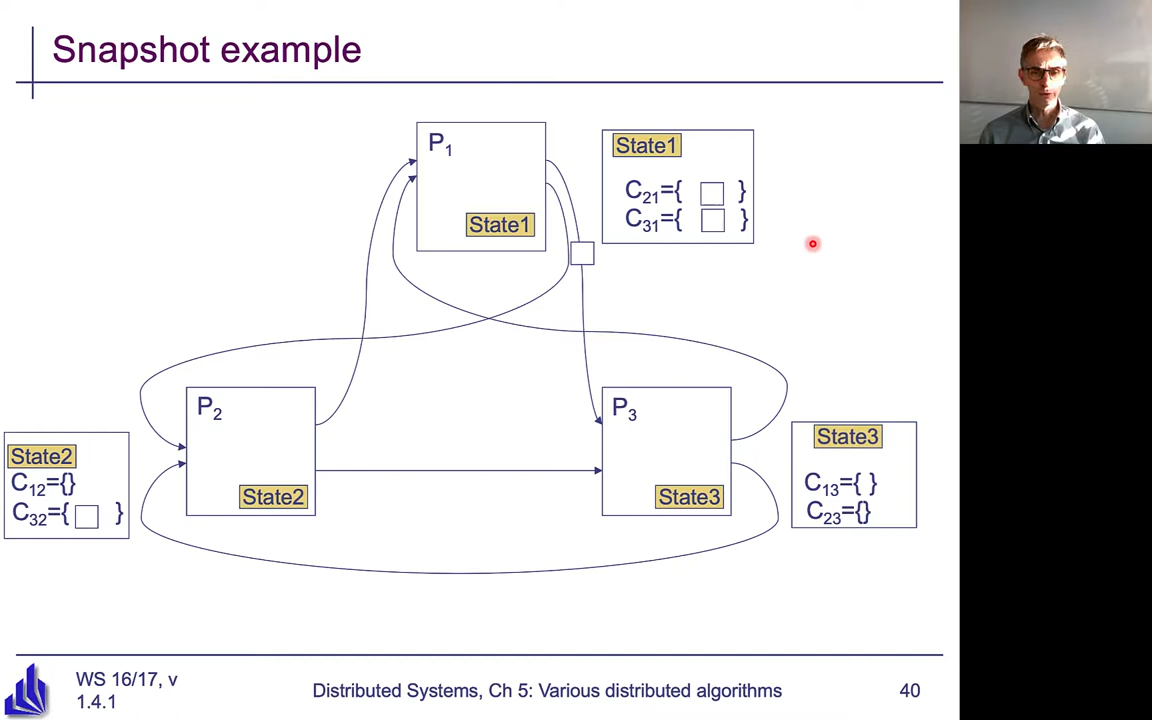 Snapshot example
P1
State1
State1
C21={ }
C31={ }
P2
State2
State2
C12={}
C32={ }
P3
State3
State3
C13={ }
C23={}
WS 16/17, v
1.4.1
Distributed Systems, Ch 5: Various distributed algorithms
40